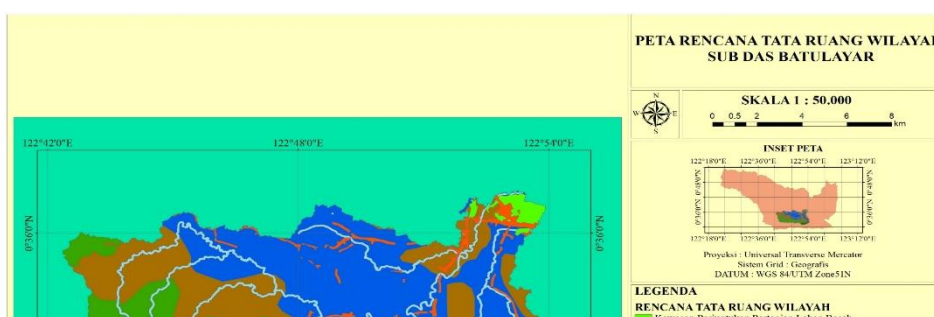 PETA RENCANA TATA RUANG WILAYAH
SUB DAS BATULAYAR
N
W E
S
SKALA 1 : 50.000
0 0.5 2 4 6 8
km
122°42'0"E 122°48'0"E 122°54'0"E
0°36'0"N 0°36'0"N
INSET PETA
122°18'0"E 122°36'0"E 122°54'0"E 123°12'0"E
122°18'0"E 122°36'0"E 122°54'0"E 123°12'0"E
Proyeksi : Universal Transverse Mercator
Sistem Grid : Geografis
DATUM : WGS 84/UTM Zone51N
LEGENDA
RENCANA TATA RUANG WILAYAH